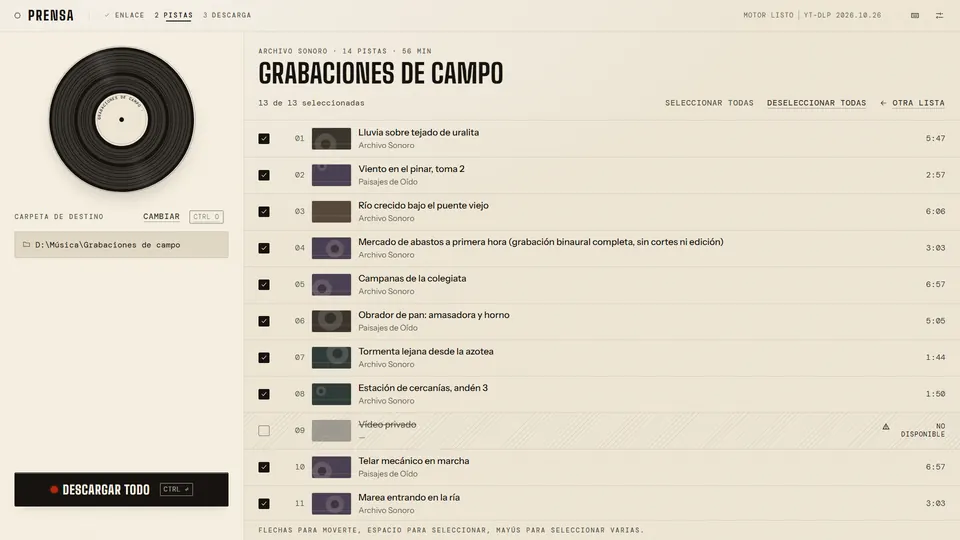 PRENSA
✓ ENLACE 2 PISTAS 3 DESCARGA
MOTOR LISTO | YT-DLP 2026.10.26
GRABACIONES DE CAMPO
CARPETA DE DESTINO CAMBIAR CTRL O
D:\Música\Grabaciones de campo
DESCARGAR TODO CTRL ↵
ARCHIVO SONORO · 14 PISTAS · 56 MIN
GRABACIONES DE CAMPO
13 de 13 seleccionadas
SELECCIONAR TODAS DESELECCIONAR TODAS ← OTRA LISTA
01 Lluvia sobre tejado de uralita 5:47
Archivo Sonoro
02 Viento en el pinar, toma 2 2:57
Paisajes de Oído
03 Río crecido bajo el puente viejo 6:06
Archivo Sonoro
04 Mercado de abastos a primera hora (grabación binaural completa, sin cortes ni edición) 3:03
Archivo Sonoro
05 Campanas de la colegiata 6:57
Archivo Sonoro
06 Obrador de pan: amasadora y horno 5:05
Paisajes de Oído
07 Tormenta lejana desde la azotea 1:44
Archivo Sonoro
08 Estación de cercanías, andén 3 1:50
Archivo Sonoro
09 Vídeo privado NO DISPONIBLE
—
10 Telar mecánico en marcha 6:57
Paisajes de Oído
11 Marea entrando en la ría 3:03
Archivo Sonoro
FLECHAS PARA MOVERTE, ESPACIO PARA SELECCIONAR, MAYÚS PARA SELECCIONAR VARIAS.